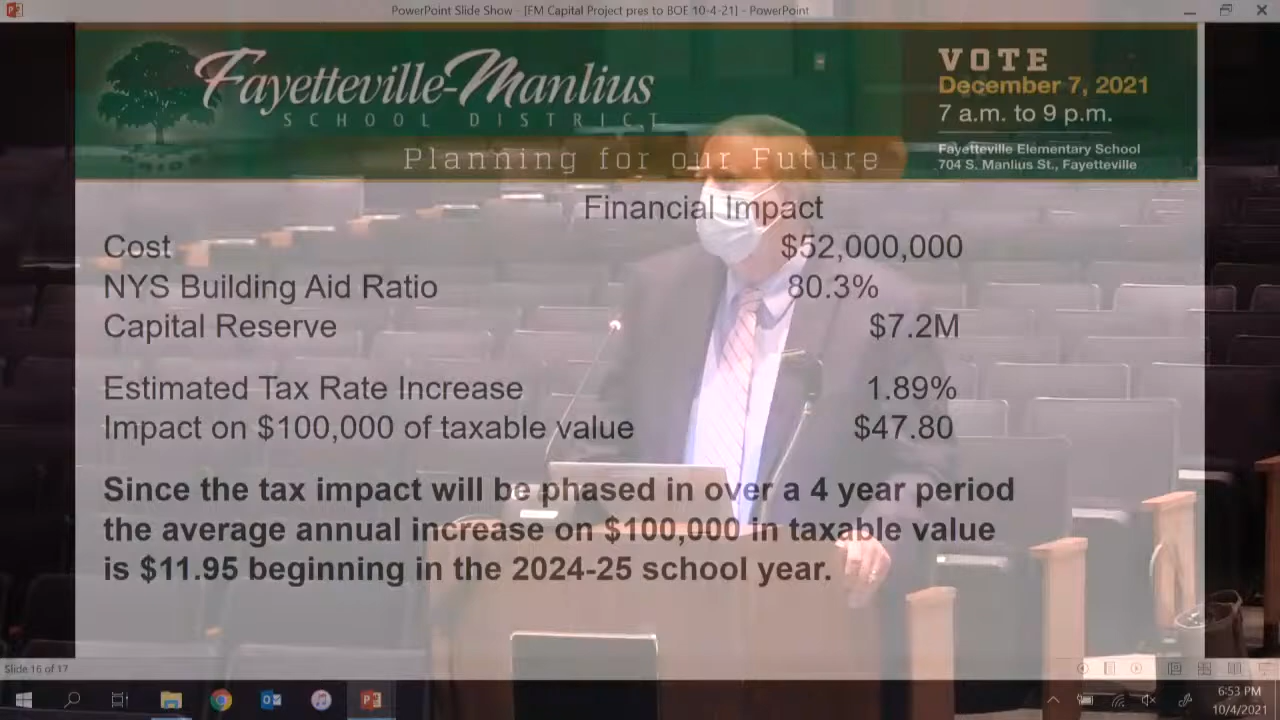 PowerPoint Slide Show - [FM Capital Project pres to BOE 10-4-21] - PowerPoint
Fayetteville-Manlius
SCHOOL DISTRICT
Planning for our Future
VOTE
December 7, 2021
7 a.m. to 9 p.m.
Fayetteville Elementary School
704 S. Manlius St., Fayetteville
Financial Impact
Cost $52,000,000
NYS Building Aid Ratio 80.3%
Capital Reserve $7.2M
Estimated Tax Rate Increase 1.89%
Impact on $100,000 of taxable value $47.80
Since the tax impact will be phased in over a 4 year period
the average annual increase on $100,000 in taxable value
is $11.95 beginning in the 2024-25 school year.
Slide 16 of 17
6:53 PM
10/4/2021